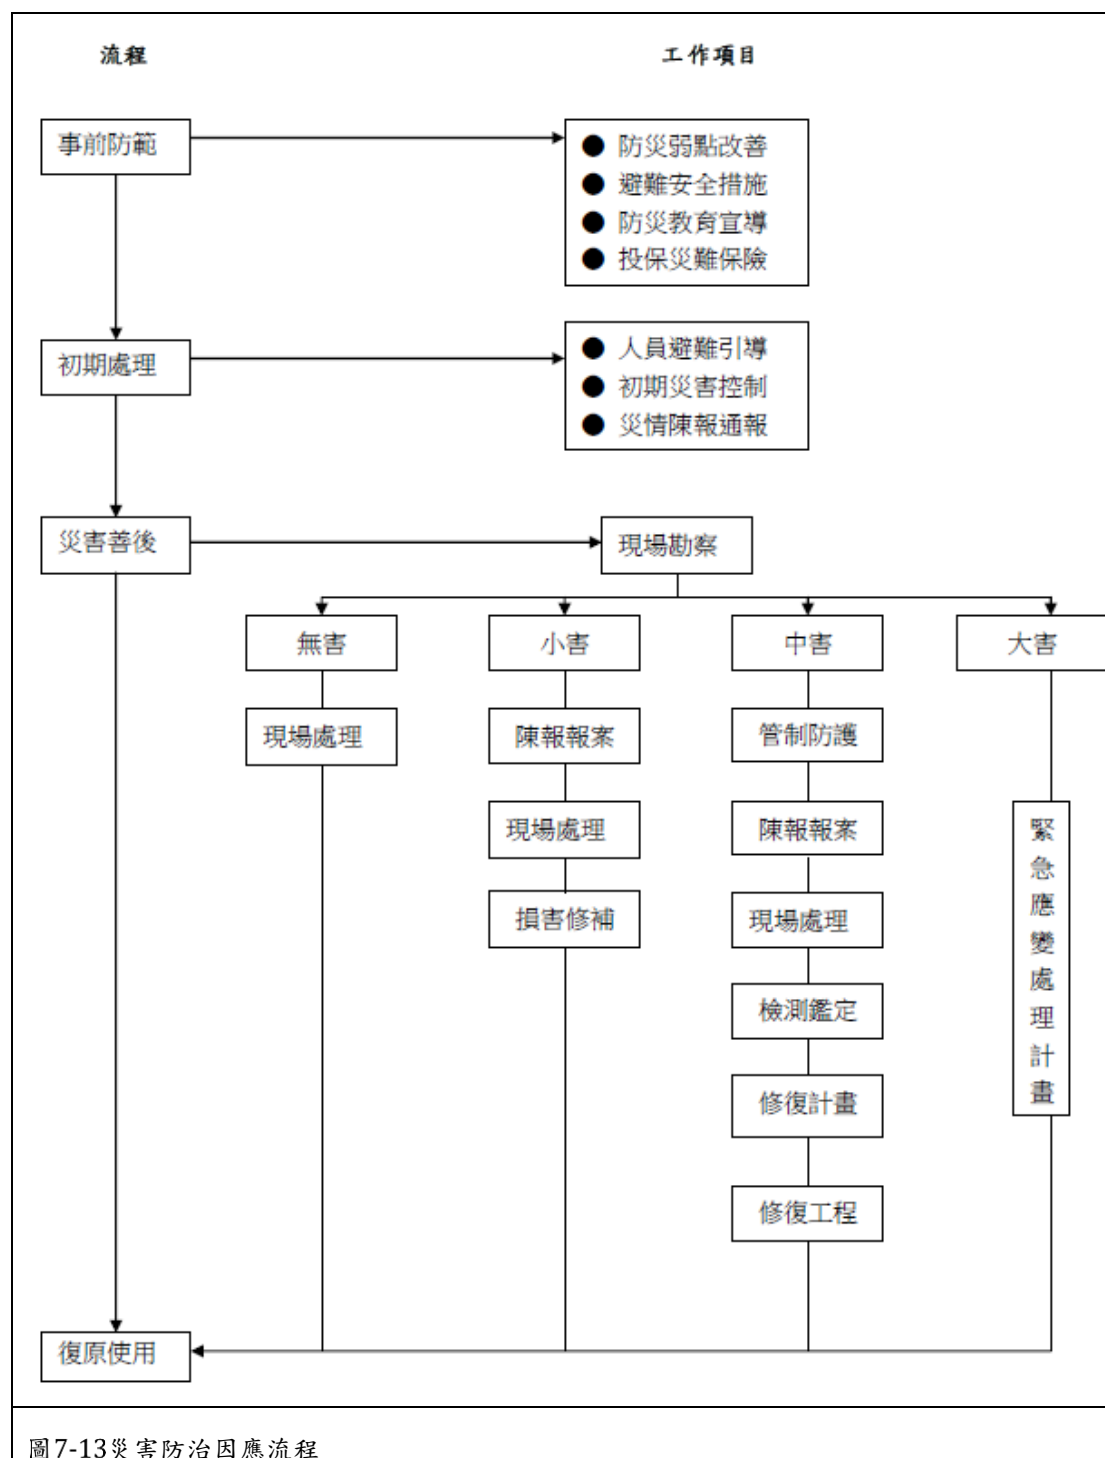 流程
工作項目
事前防範
● 防災弱點改善
● 避難安全措施
● 防災教育宣導
● 投保災難保險
初期處理
● 人員避難引導
● 初期災害控制
● 災情陳報通報
災害善後
現場勘察
無害
小害
中害
大害
現場處理
陳報報案
管制防護
現場處理
陳報報案
緊急應變處理計畫
損害修補
現場處理
檢測鑑定
修復計畫
修復工程
復原使用
圖7-13災害防治因應流程